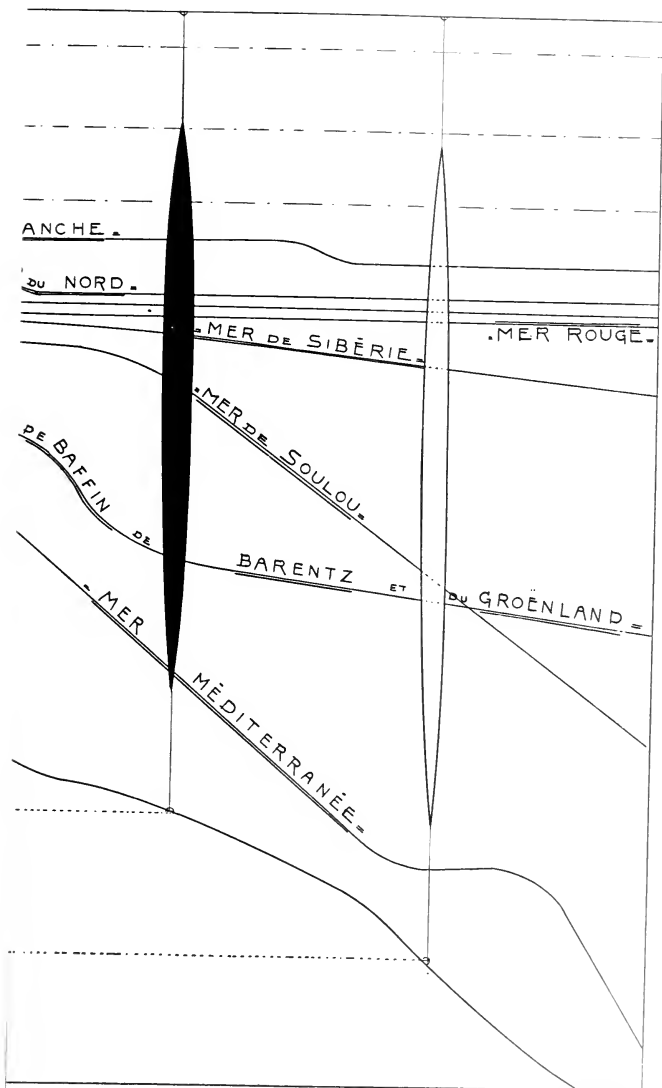 ANCHE.
DU NORD.
.MER ROUGE.
.MER DE SIBÉRIE.
.MER DE SOULOU.
DE BAFFIN DE BARENTZ ET DU GROËNLAND.
. MER MÉDITERRANÉE.